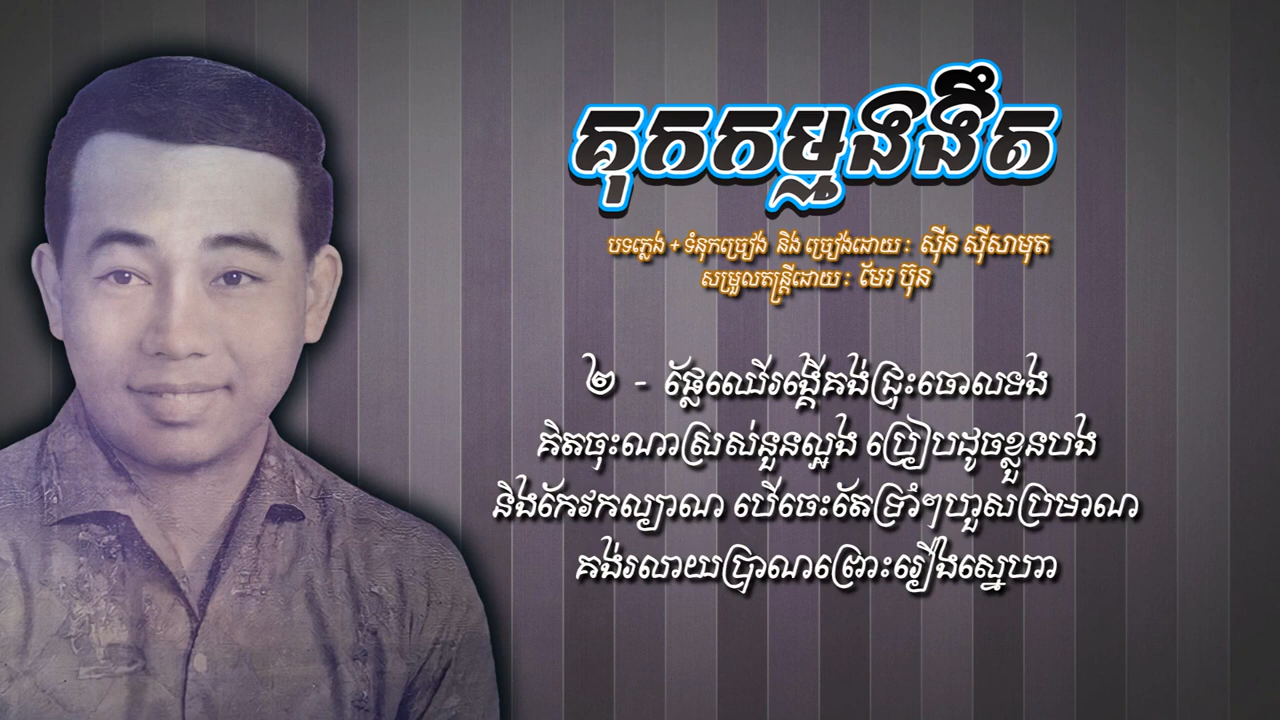 គុកកម្មងងឹត
បទភ្លេង + ទំនុកច្រៀង និង ច្រៀងដោយ : ស៊ីន ស៊ីសាមុត
សម្រួលតន្ត្រីដោយ : មែរ ប៊ុន
២ - ផ្លែឈើរង្គើគង់ជ្រុះចោលទង
គិតចុះណាស្រស់នួនល្អង ប្រៀបដូចខ្លួនបង
និងកែវកល្យាណ បើចេះតែទ្រាំៗហួសប្រមាណ
គង់រលាយប្រាណព្រោះរឿងស្នេហា